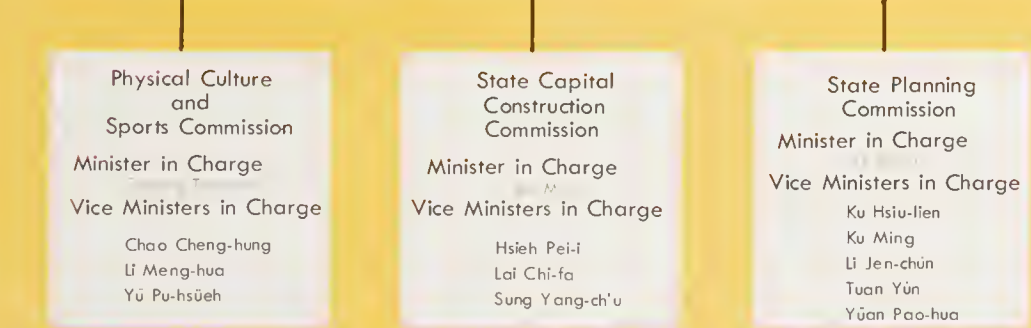 Physical Culture
and
Sports Commission
Minister in Charge
Vice Ministers in Charge
Chao Cheng-hung
Li Meng-hua
Yü Pu-hsüeh
State Capital
Construction
Commission
Minister in Charge
Vice Ministers in Charge
Hsieh Pei-i
Lai Chi-fa
Sung Yang-ch'u
State Planning
Commission
Minister in Charge
Vice Ministers in Charge
Ku Hsiu-lien
Ku Ming
Li Jen-chün
Tuan Yün
Yüan Pao-hua